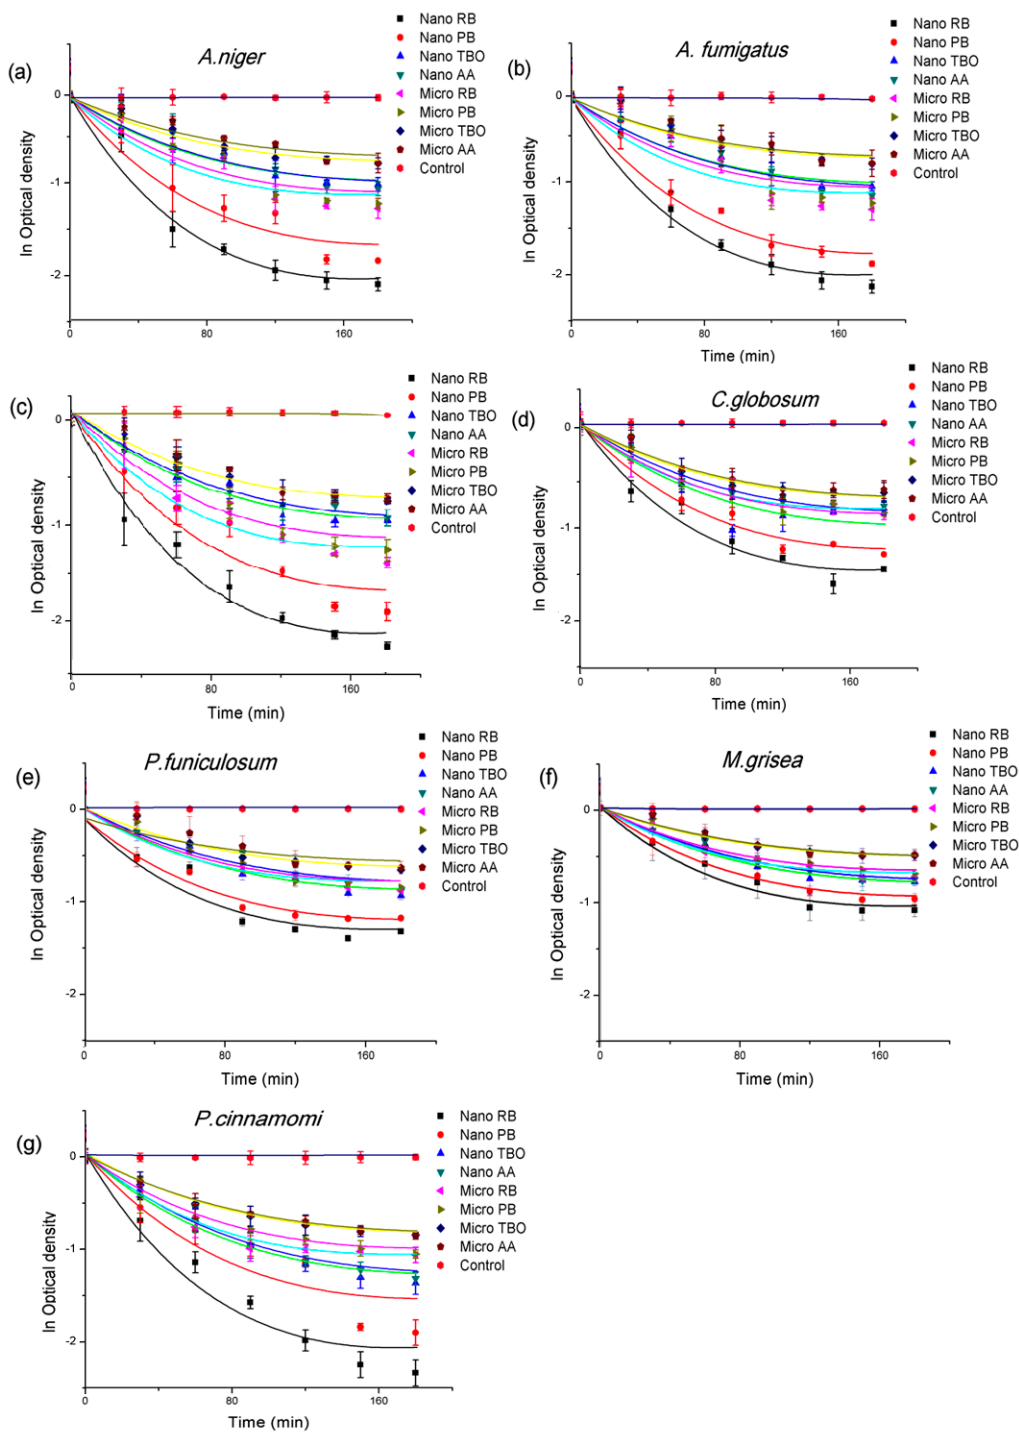 (a)
A.niger
ln Optical density
0
-1
-2
0
80
160
Nano RB
Nano PB
Nano TBO
Nano AA
Micro RB
Micro PB
Micro TBO
Micro AA
Control
(b)
A. fumigatus
ln Optical density
0
-1
-2
0
80
160
Time (min)
Nano RB
Nano PB
Nano TBO
Nano AA
Micro RB
Micro PB
Micro TBO
Micro AA
Control
(c)
ln Optical density
0
-1
-2
0
80
160
Time (min)
Nano RB
Nano PB
Nano TBO
Nano AA
Micro RB
Micro PB
Micro TBO
Micro AA
Control
(d)
C.globosum
ln Optical density
0
-1
-2
0
80
160
Time (min)
Nano RB
Nano PB
Nano TBO
Nano AA
Micro RB
Micro PB
Micro TBO
Micro AA
Control
(e)
P.funiculosum
ln Optical density
0
-1
-2
0
80
160
Time (min)
Nano RB
Nano PB
Nano TBO
Nano AA
Micro RB
Micro PB
Micro TBO
Micro AA
Control
(f)
M.grisea
ln Optical density
0
-1
-2
0
80
160
Time (min)
Nano RB
Nano PB
Nano TBO
Nano AA
Micro RB
Micro PB
Micro TBO
Micro AA
Control
(g)
P.cinnamomi
ln Optical density
0
-1
-2
0
80
160
Time (min)
Nano RB
Nano PB
Nano TBO
Nano AA
Micro RB
Micro PB
Micro TBO
Micro AA
Control